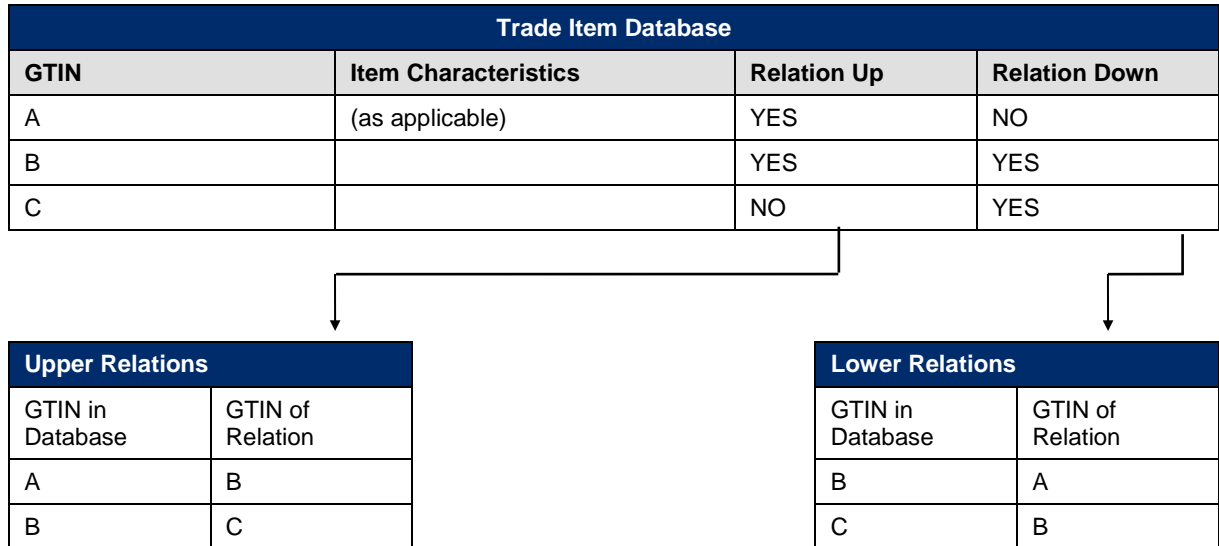 Trade Item Database
GTIN Item Characteristics Relation Up Relation Down
A (as applicable) YES NO
B YES YES
C NO YES
Upper Relations
GTIN in Database GTIN of Relation
A B
B C
Lower Relations
GTIN in Database GTIN of Relation
B A
C B